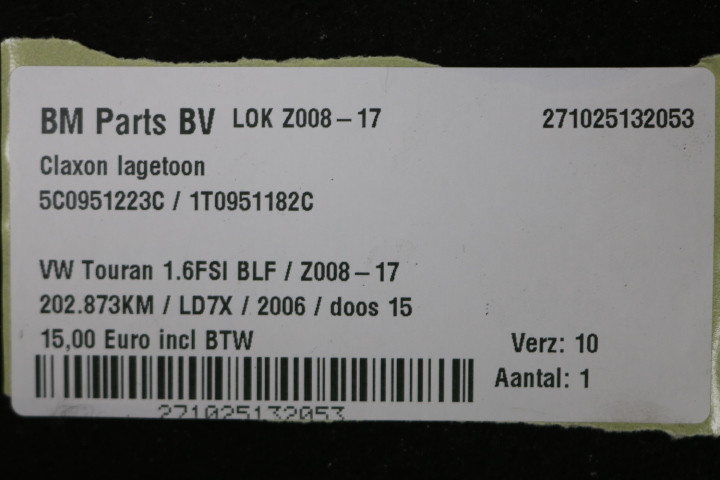 BM Parts BV LOK Z008-17 271025132053
Claxon lagetoon
5C0951223C / 1T0951182C
VW Touran 1.6FSI BLF / Z008-17
202.873KM / LD7X / 2006 / doos 15
15,00 Euro incl BTW Verz: 10
Aantal: 1
271025132053